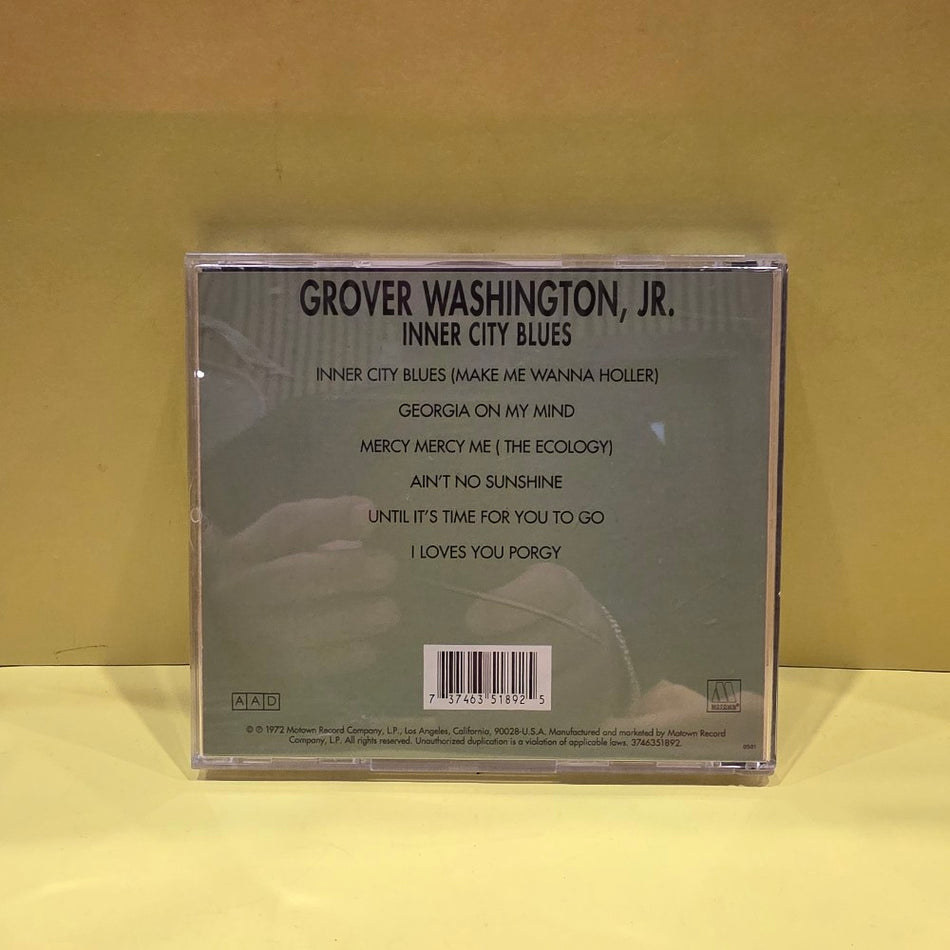 GROVER WASHINGTON, JR.
INNER CITY BLUES
INNER CITY BLUES (MAKE ME WANNA HOLLER)
GEORGIA ON MY MIND
MERCY MERCY ME ( THE ECOLOGY)
AIN'T NO SUNSHINE
UNTIL IT'S TIME FOR YOU TO GO
I LOVES YOU PORGY
7 37463 51892 5
AAD
MOTOWN
© ℗ 1972 Motown Record Company, L.P., Los Angeles, California, 90028-U.S.A. Manufactured and marketed by Motown Record
Company, L.P. All rights reserved. Unauthorized duplication is a violation of applicable laws. 3746351892.